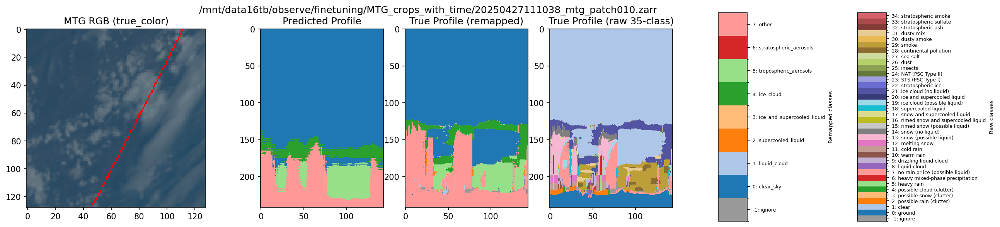 /mnt/data16tb/observe/finetuning/MTG_crops_with_time/20250427111038_mtg_patch010.zarr
MTG RGB (true_color)
0
20
40
60
80
100
120
0
20
40
60
80
100
120
Predicted Profile
0
50
100
150
200
0
50
100
True Profile (remapped)
0
50
100
150
200
0
50
100
True Profile (raw 35-class)
0
50
100
150
200
0
50
100
7: other
6: stratospheric_aerosols
5: tropospheric_aerosols
4: ice_cloud
3: ice_and_supercooled_liquid
2: supercooled_liquid
1: liquid_cloud
0: clear_sky
-1: ignore
Remapped classes
34: stratospheric smoke
33: stratospheric sulfate
32: stratospheric ash
31: dusty mix
30: dusty smoke
29: smoke
28: continental pollution
27: sea salt
26: dust
25: insects
24: NAT (PSC Type II)
23: STS (PSC Type I)
22: stratospheric ice
21: ice cloud (no liquid)
20: ice and supercooled liquid
19: ice cloud (possible liquid)
18: supercooled liquid
17: snow and supercooled liquid
16: rimed snow and supercooled liquid
15: rimed snow (possible liquid)
14: snow (no liquid)
13: snow (possible liquid)
12: melting snow
11: cold rain
10: warm rain
9: drizzling liquid cloud
8: liquid cloud
7: no rain or ice (possible liquid)
6: heavy mixed-phase precipitation
5: heavy rain
4: possible cloud (clutter)
3: possible snow (clutter)
2: possible rain (clutter)
1: clear
0: ground
-1: ignore
Raw classes